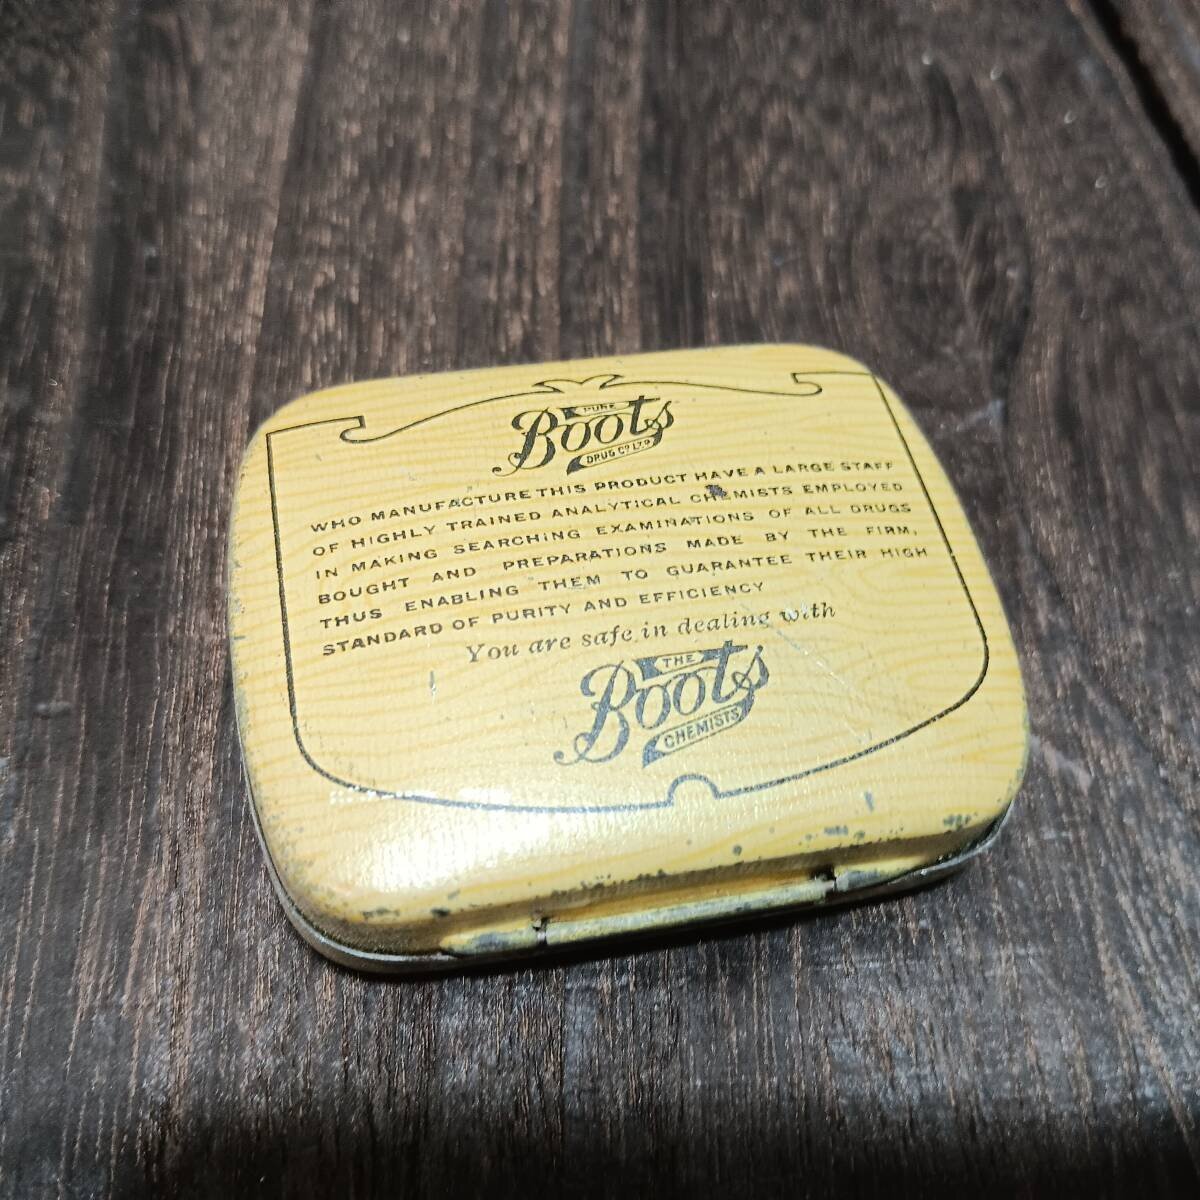 Boots
PURE
DRUG CO LTD
WHO MANUFACTURE THIS PRODUCT HAVE A LARGE STAFF
OF HIGHLY TRAINED ANALYTICAL CHEMISTS EMPLOYED
IN MAKING SEARCHING EXAMINATIONS OF ALL DRUGS
BOUGHT AND PREPARATIONS MADE BY THE FIRM,
THUS ENABLING THEM TO GUARANTEE THEIR HIGH
STANDARD OF PURITY AND EFFICIENCY
You are safe in dealing with
THE
Boots
CHEMISTS